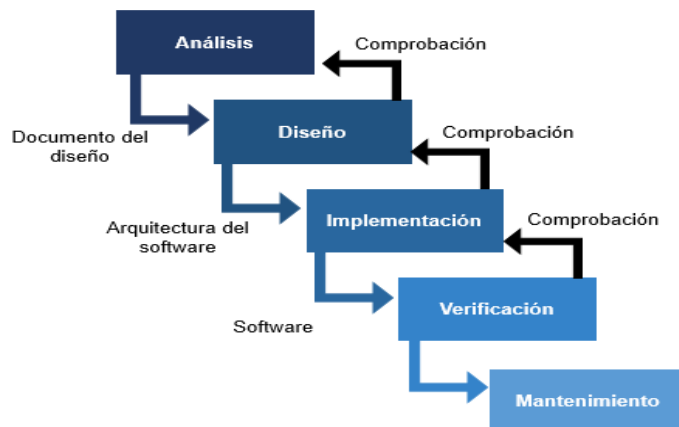 Análisis
Comprobación
Documento del
diseño
Diseño
Comprobación
Arquitectura del
software
Implementación
Comprobación
Software
Verificación
Mantenimiento